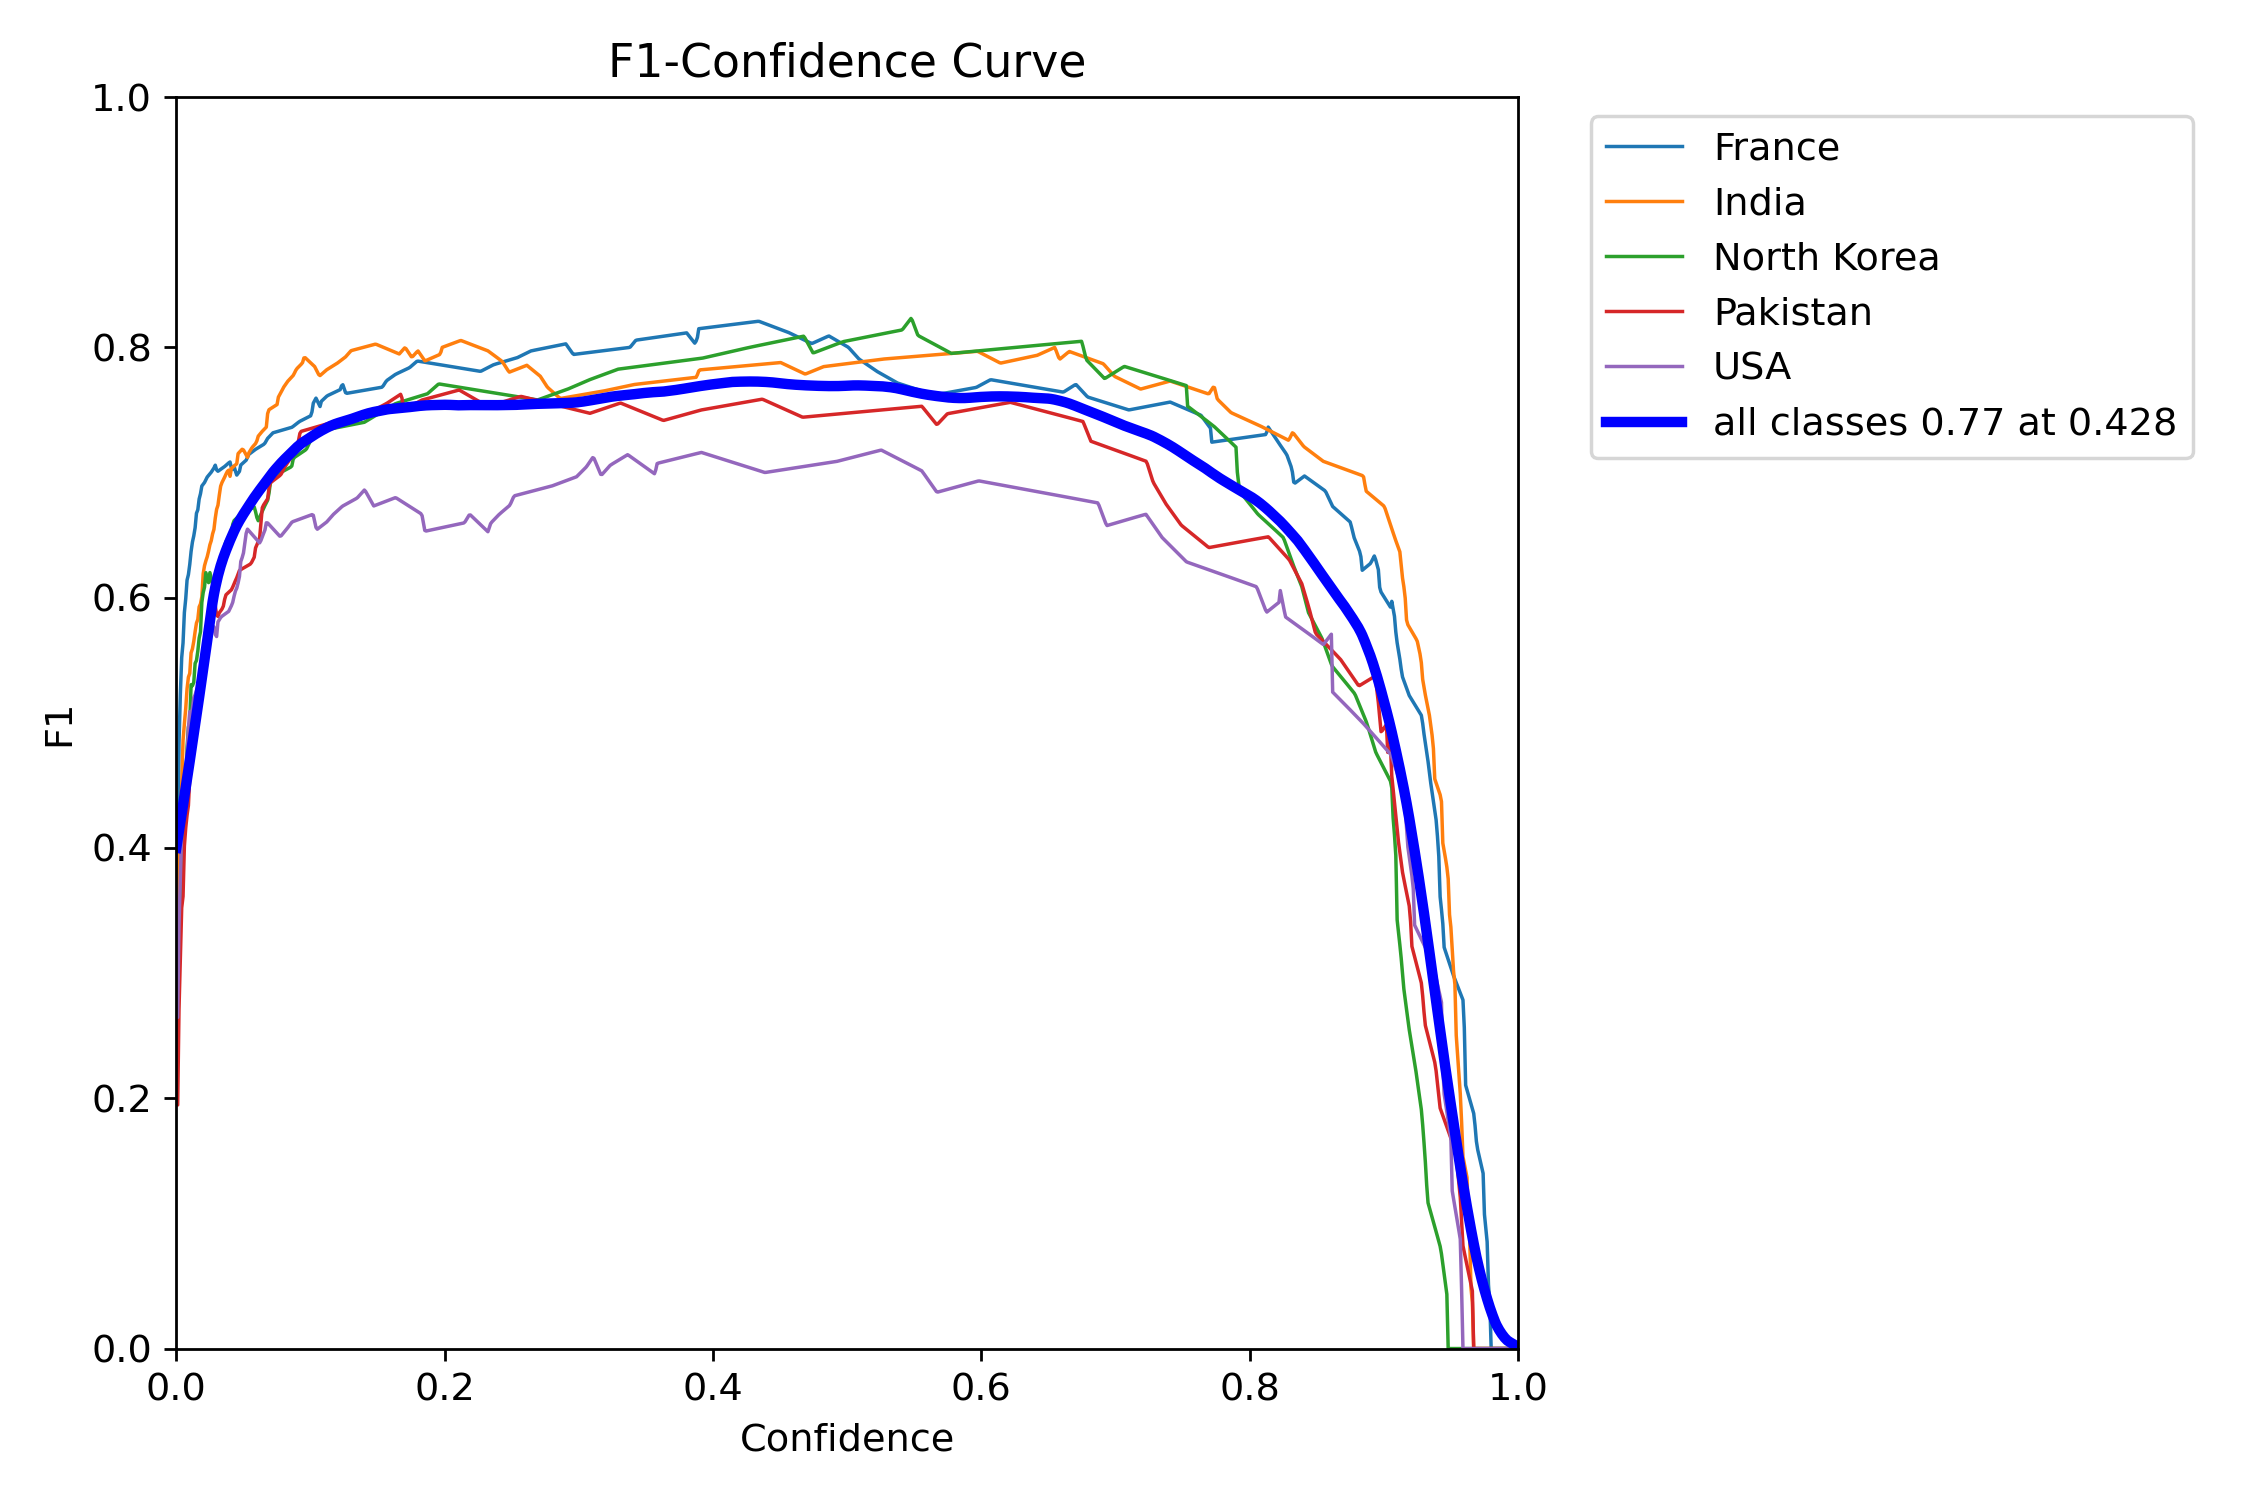 F1-Confidence Curve
1.0
0.8
0.6
0.4
0.2
0.0
F1
0.0 0.2 0.4 0.6 0.8 1.0
Confidence
France
India
North Korea
Pakistan
USA
all classes 0.77 at 0.428